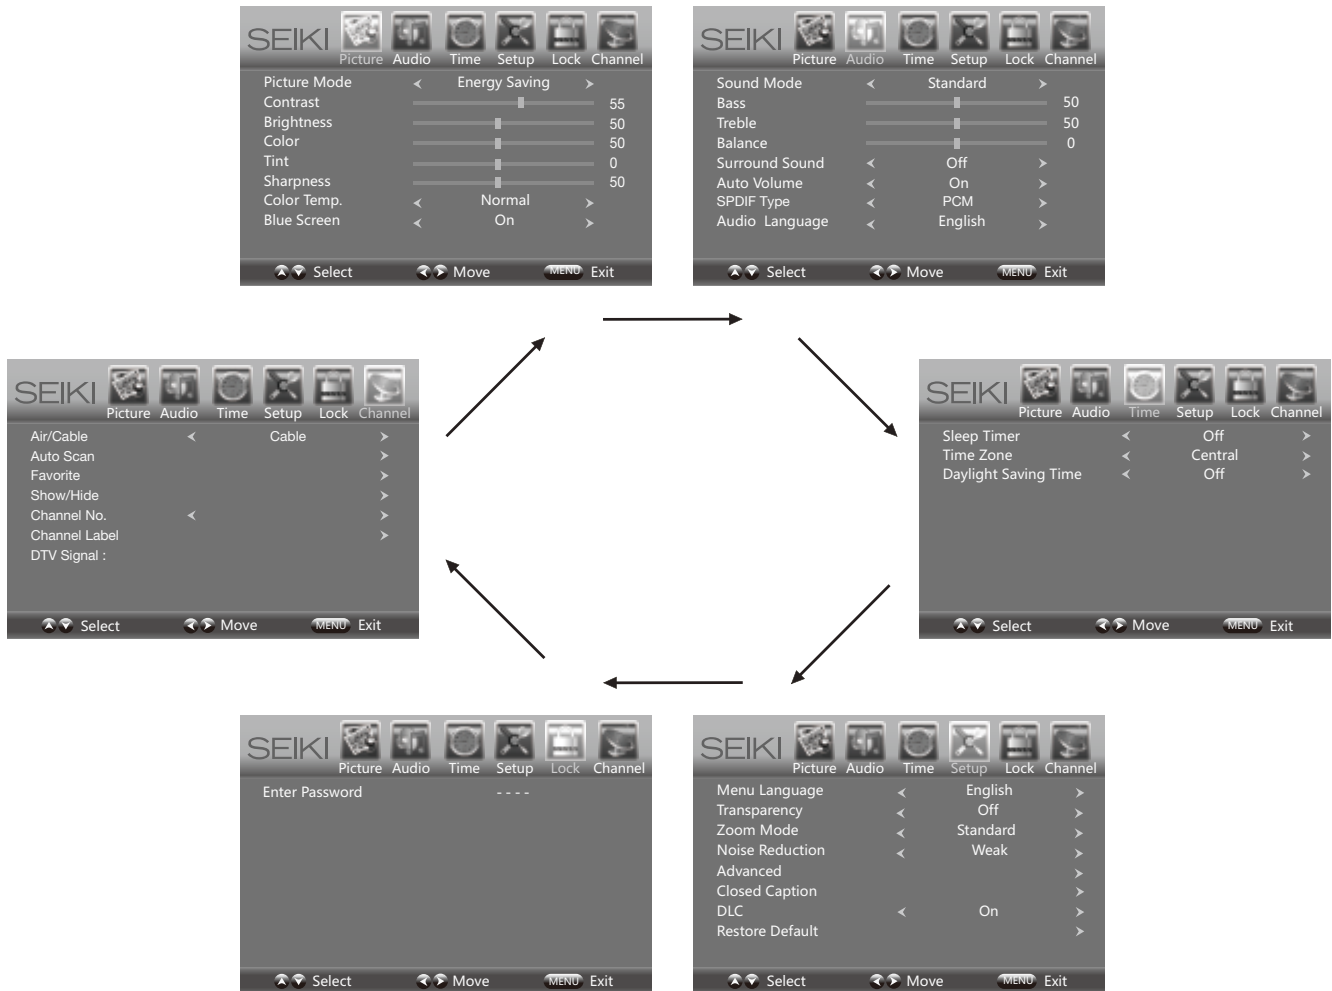 SEIKI
Picture Audio Time Setup Lock Channel
Picture Mode Energy Saving
Contrast 55
Brightness 50
Color 50
Tint 0
Sharpness 50
Color Temp. Normal
Blue Screen On
Select Move MENU Exit
SEIKI
Picture Audio Time Setup Lock Channel
Sound Mode Standard
Bass 50
Treble 50
Balance 0
Surround Sound Off
Auto Volume On
SPDIF Type PCM
Audio Language English
Select Move MENU Exit
SEIKI
Picture Audio Time Setup Lock Channel
Air/Cable Cable
Auto Scan
Favorite
Show/Hide
Channel No.
Channel Label
DTV Signal :
Select Move MENU Exit
SEIKI
Picture Audio Time Setup Lock Channel
Sleep Timer Off
Time Zone Central
Daylight Saving Time Off
Select Move MENU Exit
SEIKI
Picture Audio Time Setup Lock Channel
Enter Password - - - -
Select Move MENU Exit
SEIKI
Picture Audio Time Setup Lock Channel
Menu Language English
Transparency Off
Zoom Mode Standard
Noise Reduction Weak
Advanced
Closed Caption
DLC On
Restore Default
Select Move MENU Exit